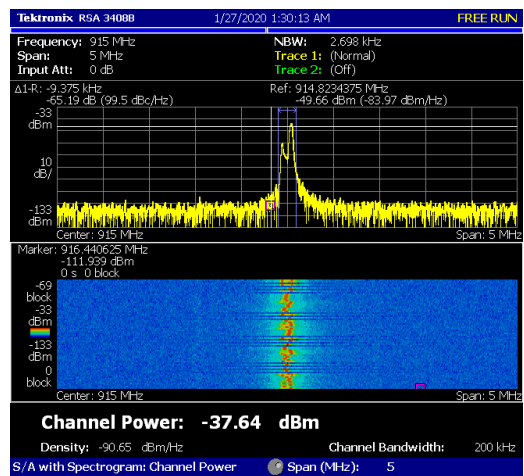 Tektronix RSA 3408B 1/27/2020 1:30:13 AM FREE RUN
Frequency: 915 MHz NBW: 2.698 kHz
Span: 5 MHz Trace 1: (Normal)
Input Att: 0 dB Trace 2: (Off)
Δ1-R: -9.375 kHz Ref: 914.8234375 MHz
-65.19 dB (99.5 dBc/Hz) -49.66 dBm (-83.97 dBm/Hz)
-33
dBm
10
dB/
-133
dBm
Center: 915 MHz Span: 5 MHz
Marker: 916.440625 MHz
-111.939 dBm
0 s 0 block
-69
block
-33
dBm
-133
dBm
0
block
Center: 915 MHz Span: 5 MHz
Channel Power: -37.64 dBm
Density: -90.65 dBm/Hz Channel Bandwidth: 200 kHz
S/A with Spectrogram: Channel Power Span (MHz): 5